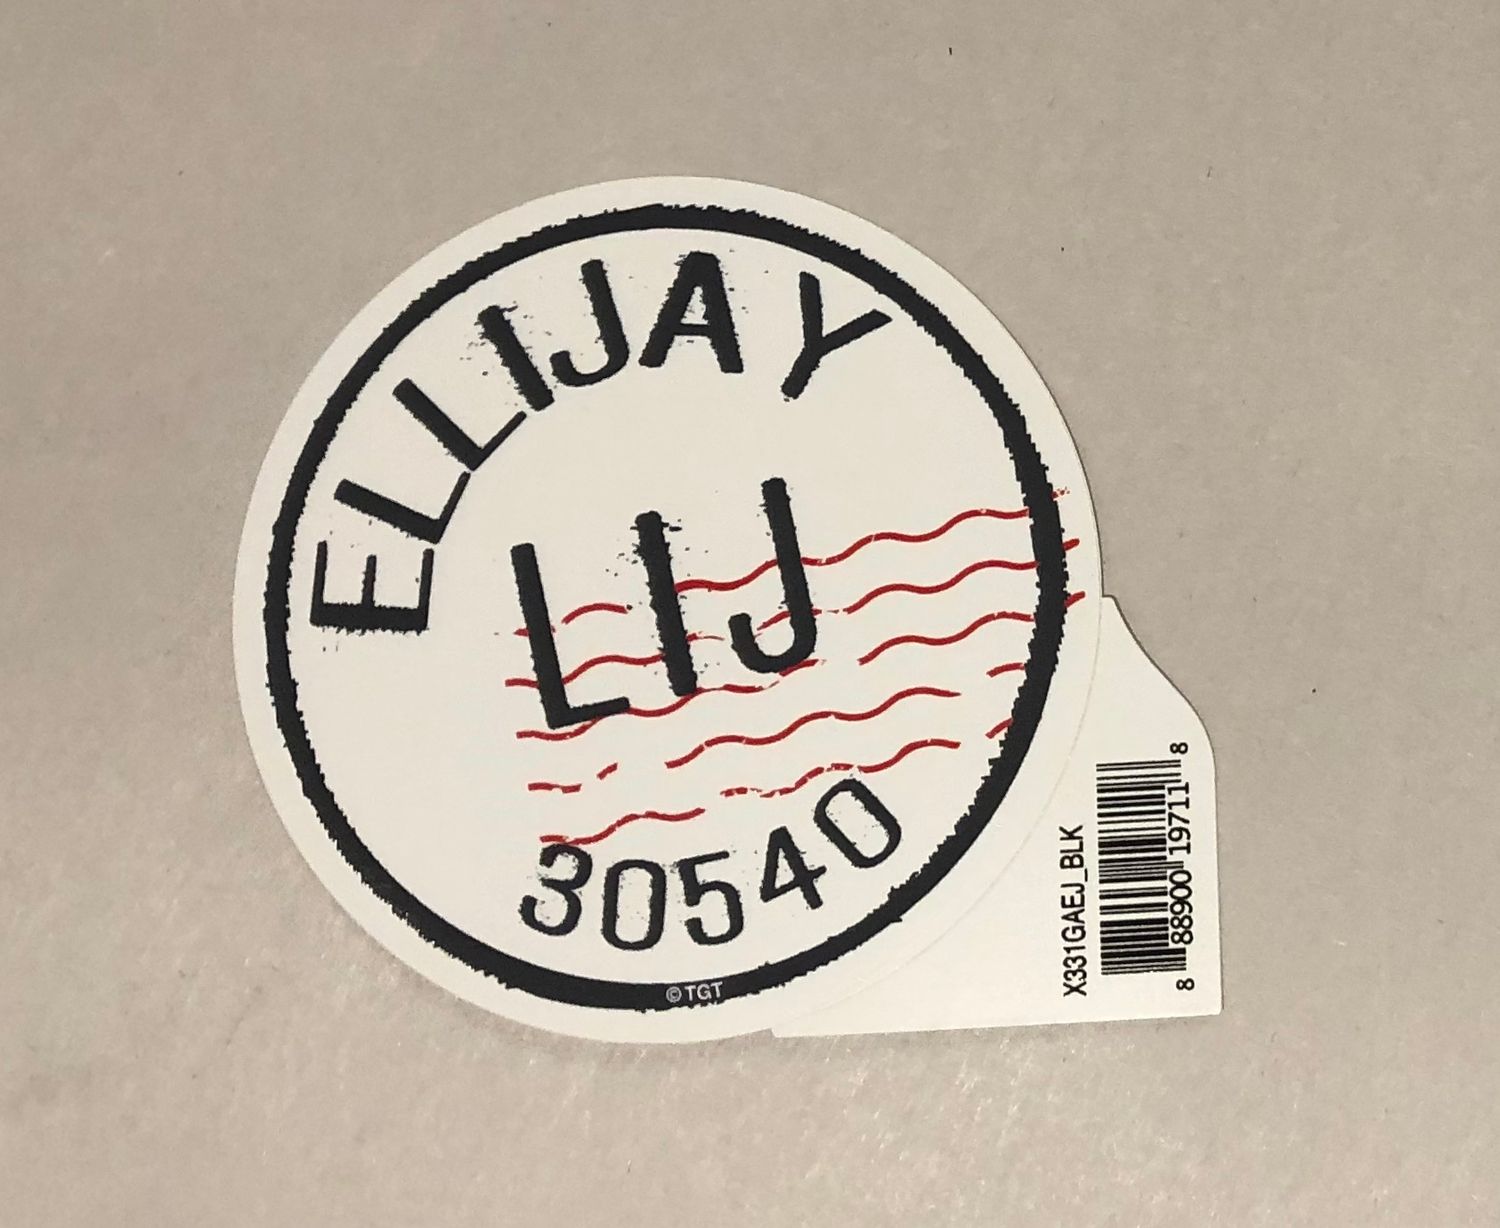 ELLIJAY
LIJ
30540
©TGT
X331GAEJ_BLK
8 88900 19711 8